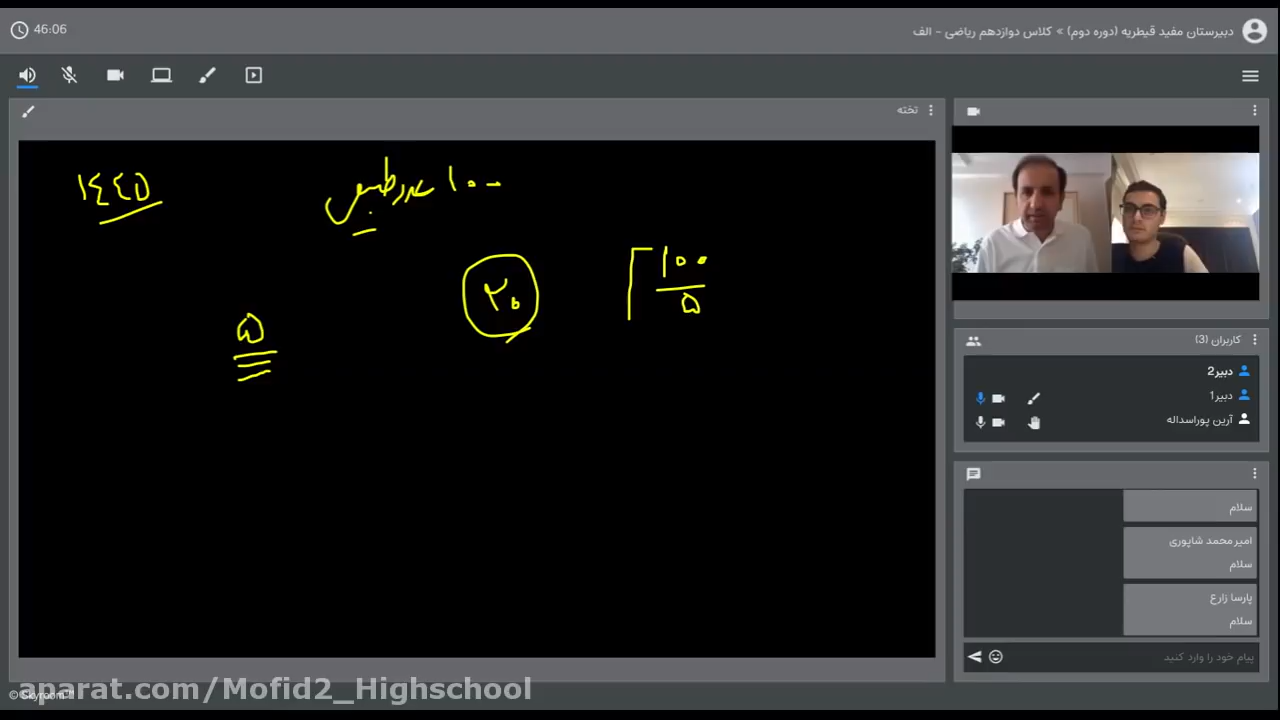 46:06
دبیرستان مفید قیطریه (دوره دوم) » کلاس دوازدهم ریاضی - الف
تخته
۱۴۴۵
۱۰۰ عدد طبیعی
۲۰
۱۰۰
۵
۵
کاربران (3)
دبیر2
دبیر1
آرین پوراسداله
سلام
امیرمحمد شاپوری
سلام
پارسا زارع
سلام
پیام خود را وارد کنید
© Skyroom™
aparat.com/Mofid2_Highschool